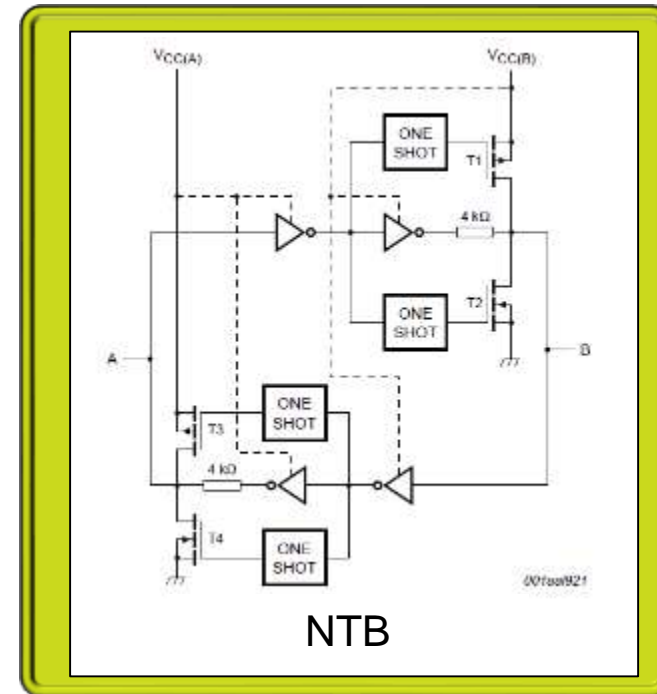 VCC(A) VCC(B)
ONE
SHOT
T1
4 kΩ
T2
ONE
SHOT
A
B
ONE
SHOT
T3
4 kΩ
T4
ONE
SHOT
001aal921
NTB